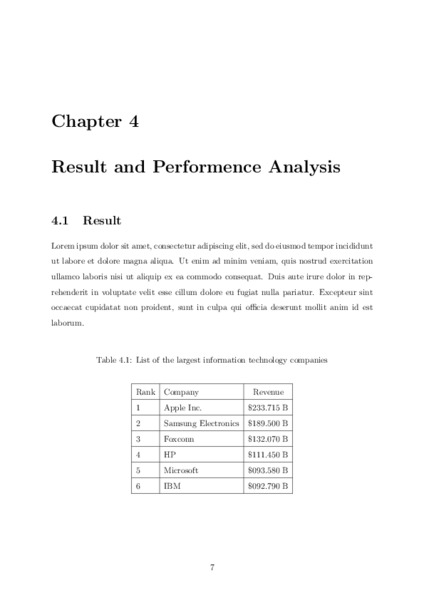 Chapter 4
Result and Performence Analysis
4.1 Result
Lorem ipsum dolor sit amet, consectetur adipiscing elit, sed do eiusmod tempor incididunt
ut labore et dolore magna aliqua. Ut enim ad minim veniam, quis nostrud exercitation
ullamco laboris nisi ut aliquip ex ea commodo consequat. Duis aute irure dolor in rep-
rehenderit in voluptate velit esse cillum dolore eu fugiat nulla pariatur. Excepteur sint
occaecat cupidatat non proident, sunt in culpa qui officia deserunt mollit anim id est
laborum.
Table 4.1: List of the largest information technology companies
Rank Company Revenue
1 Apple Inc. $233.715 B
2 Samsung Electronics $189.500 B
3 Foxconn $132.070 B
4 HP $111.450 B
5 Microsoft $093.580 B
6 IBM $092.790 B
7